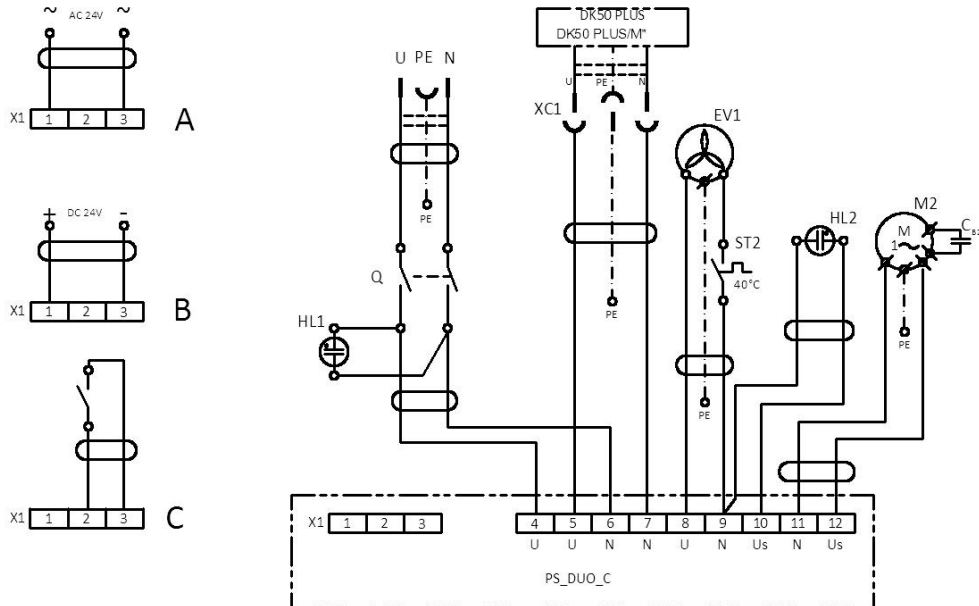 ~ AC 24V ~
X1 1 2 3 A
+ DC 24V -
X1 1 2 3 B
X1 1 2 3 C
DK50 PLUS
DK50 PLUS/M*
U PE N
U PE N
XC1
EV1
PE
Q
HL1
ST2
40°C
PE
PE
HL2
M2
M
1~
PE
X1 1 2 3
4 5 6 7 8 9 10 11 12
U U N N U N Us N Us
PS_DUO_C